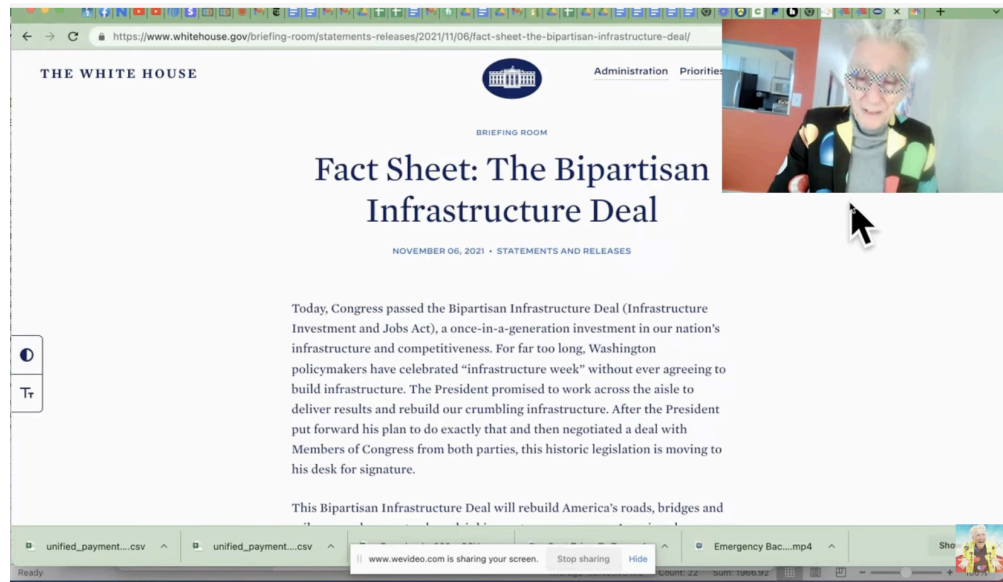 https://www.whitehouse.gov/briefing-room/statements-releases/2021/11/06/fact-sheet-the-bipartisan-infrastructure-deal/
THE WHITE HOUSE
Administration
BRIEFING ROOM
Fact Sheet: The Bipartisan
Infrastructure Deal
NOVEMBER 06, 2021 • STATEMENTS AND RELEASES
Today, Congress passed the Bipartisan Infrastructure Deal (Infrastructure
Investment and Jobs Act), a once-in-a-generation investment in our nation’s
infrastructure and competitiveness. For far too long, Washington
policymakers have celebrated “infrastructure week” without ever agreeing to
build infrastructure. The President promised to work across the aisle to
deliver results and rebuild our crumbling infrastructure. After the President
put forward his plan to do exactly that and then negotiated a deal with
Members of Congress from both parties, this historic legislation is moving to
his desk for signature.
This Bipartisan Infrastructure Deal will rebuild America’s roads, bridges and
Tт
unified_payment....csv
unified_payment....csv
www.wevideo.com is sharing your screen.
Stop sharing
Hide
Emergency Bac....mp4
Ready
Count: 22
Sum: 1966.92